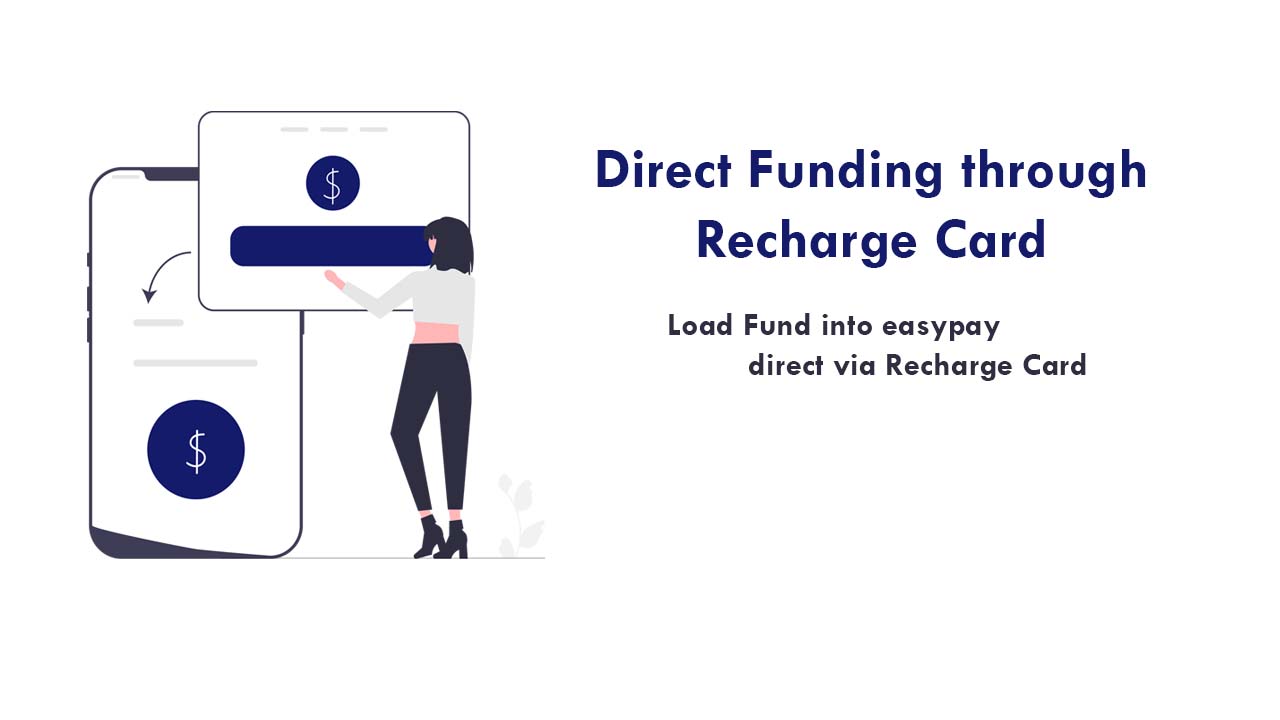 Direct Funding through
Recharge Card
Load Fund into easypay
direct via Recharge Card
$
$